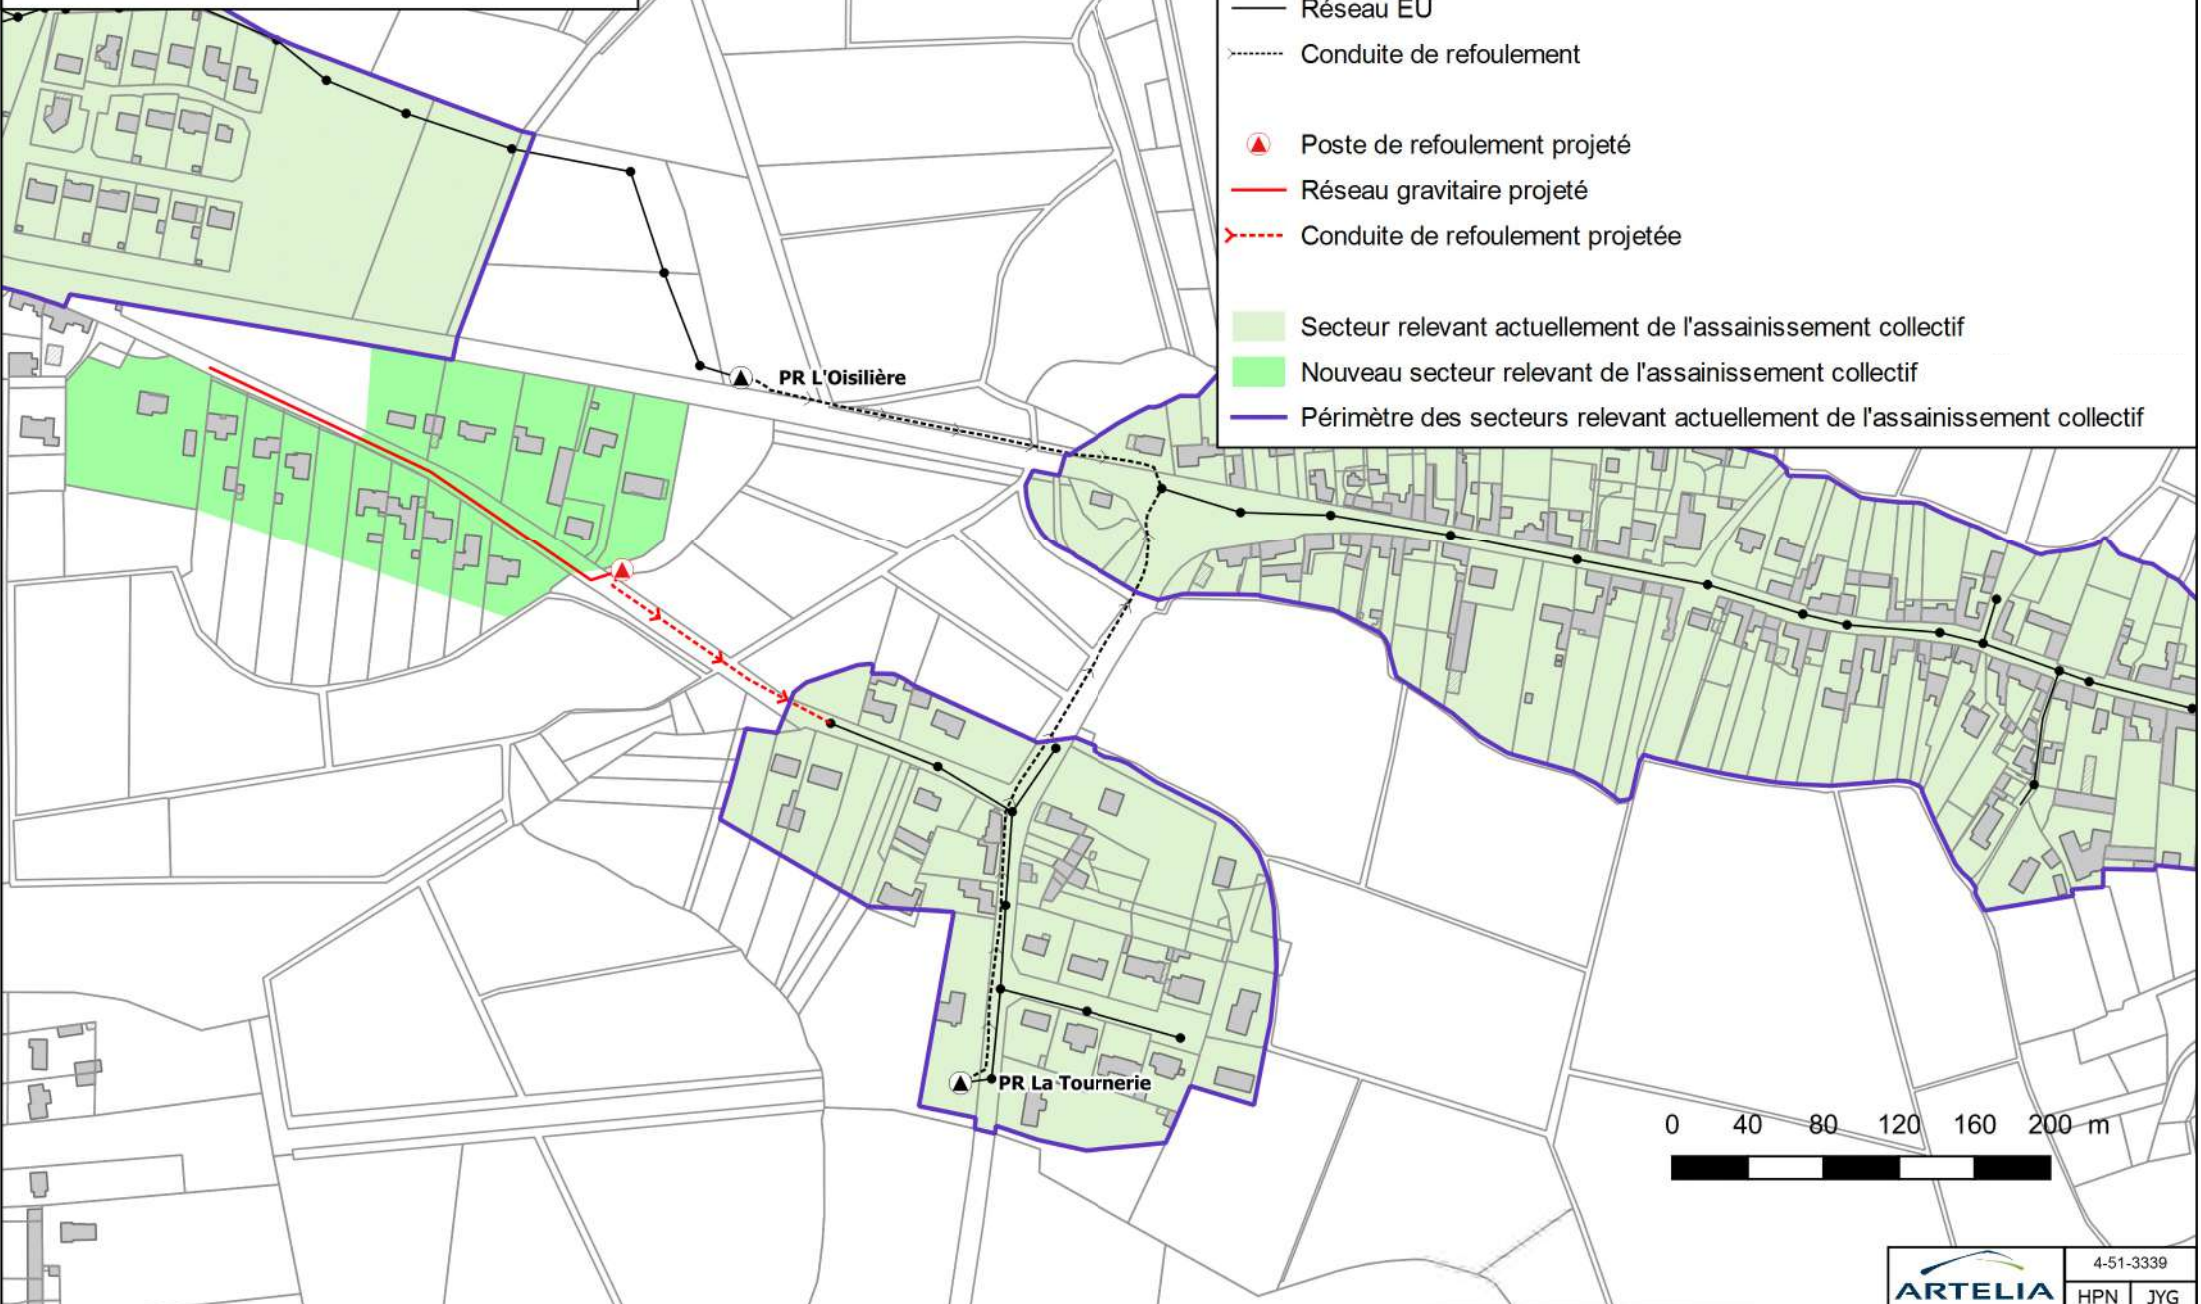 Réseau EU
Conduite de refoulement
Poste de refoulement projeté
Réseau gravitaire projeté
Conduite de refoulement projetée
Secteur relevant actuellement de l'assainissement collectif
Nouveau secteur relevant de l'assainissement collectif
Périmètre des secteurs relevant actuellement de l'assainissement collectif
PR L'Oisilière
PR La Tournerie
0 40 80 120 160 200 m
4-51-3339
ARTELIA
HPN JYG